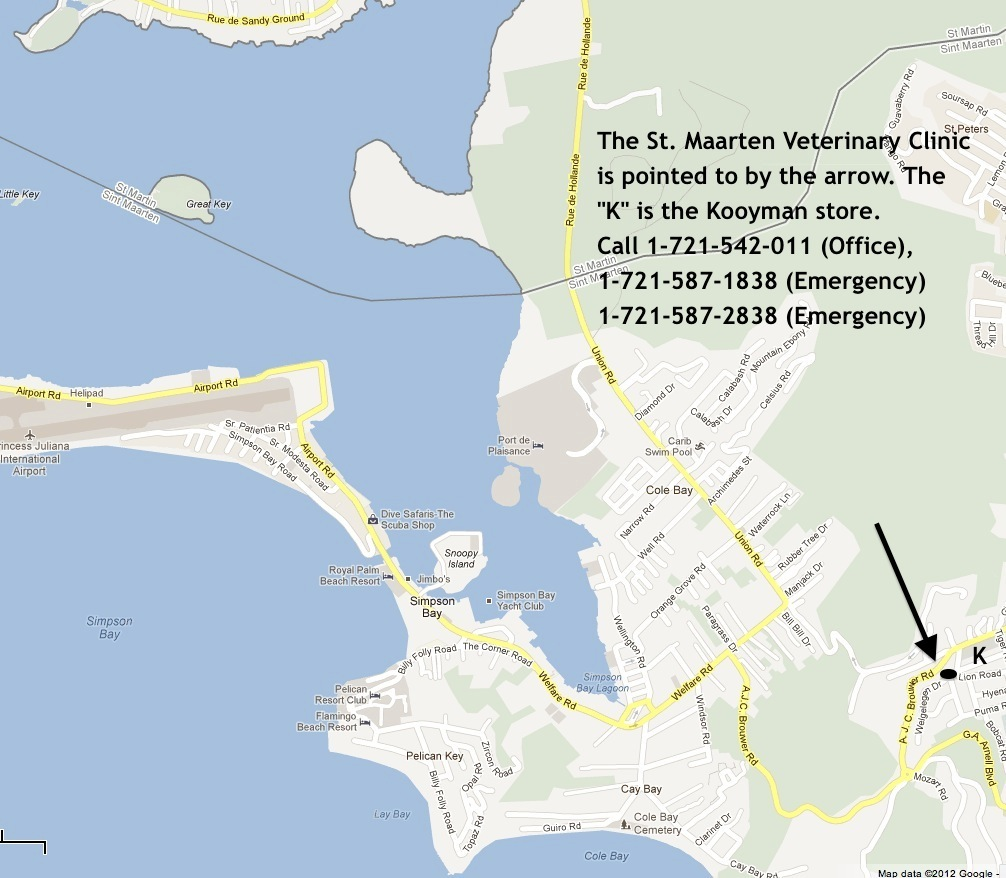 Rue de Sandy Ground
Rue de Hollande
St Martin
Sint Maarten
Guavaberry Rd
Soursap Rd
St.Peters
Mango Rd
Lemon
The St. Maarten Veterinary Clinic
is pointed to by the arrow. The
"K" is the Kooyman store.
Call 1-721-542-011 (Office),
1-721-587-1838 (Emergency)
1-721-587-2838 (Emergency)
Rue de Hollande
Little Key
St Martin
Sint Maarten
Great Key
St Martin
Sint Maarten
Union Rd
Mountain Ebony Rd
Calabash Rd
Calabash Dr
Celsius Rd
Diamond Dr
Airport Rd
Helipad
Airport Rd
Princess Juliana
International
Airport
Sr. Patientia Rd
Sr. Modesta Road
Simpson Bay Road
Airport Rd
Port de
Plaisance
Carib
Swim Pool
Cole Bay
Archimedes St
Narrow Rd
Well Rd
Waterrock Ln
Union Rd
Rubber Tree Dr
Manjack Dr
Orange Grove Rd
Paragrass Dr
Bill Bill Dr
Dive Safaris-The
Scuba Shop
Snoopy
Island
Royal Palm
Beach Resort
Jimbo's
Simpson
Bay
Simpson Bay
Yacht Club
Simpson
Bay
Wellington Rd
Billy Folly Road
The Corner Road
Welfare Rd
Simpson
Bay Lagoon
Welfare Rd
Windsor Rd
A.J.C. Brouwer Rd
Pelican
Resort Club
Flamingo
Beach Resort
Pelican Key
Zircon Road
Opal Rd
Billy Folly Road
Topaz Rd
Lay Bay
Cay Bay
Guiro Rd
Cole Bay
Cemetery
Clarinet Dr
Cole Bay
Cay Bay Rd
K
Lion Road
Welgelegen Dr
A. J. C. Brouwer Rd
Puma R
Bobcat Rd
G.A. Arnell Blvd
Mozart Rd
Map data ©2012 Google -